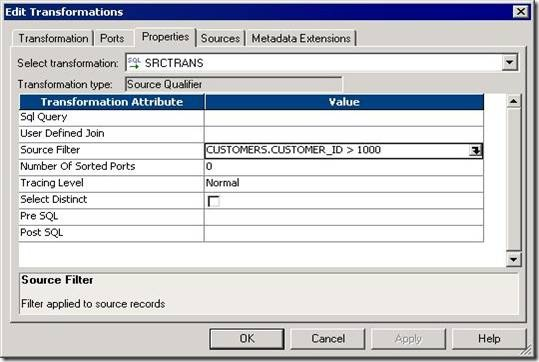 Edit Transformations
Transformation Ports Properties Sources Metadata Extensions
Select transformation: SQL SRCTRANS
Transformation type: Source Qualifier
Transformation Attribute Value
Sql Query
User Defined Join
Source Filter CUSTOMERS.CUSTOMER_ID > 1000
Number Of Sorted Ports 0
Tracing Level Normal
Select Distinct
Pre SQL
Post SQL
Source Filter
Filter applied to source records
OK Cancel Apply Help